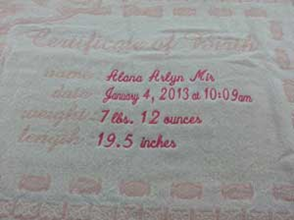 Certificate of Birth
name: Alana Arlyn Mir
date: January 4, 2013 at 10:09am
weight: 7 lbs. 12 ounces
length: 19.5 inches